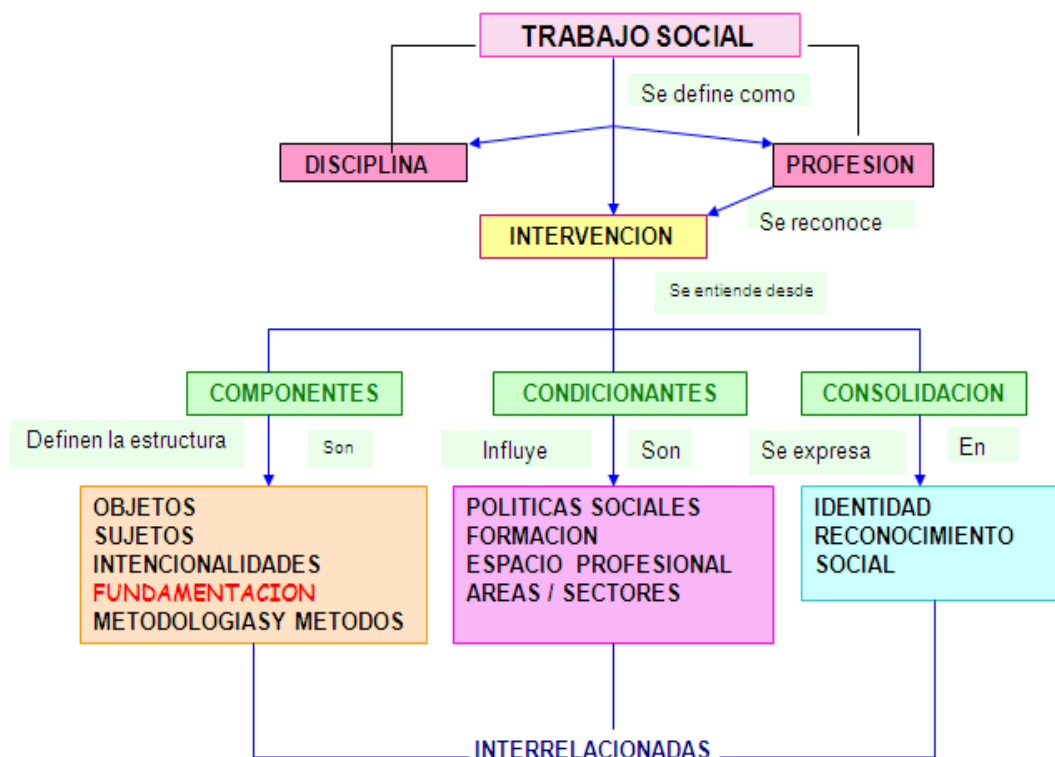 TRABAJO SOCIAL
Se define como
DISCIPLINA
PROFESION
Se reconoce
INTERVENCION
Se entiende desde
COMPONENTES
CONDICIONANTES
CONSOLIDACION
Definen la estructura
Son
Influye
Son
Se expresa
En
OBJETOS
SUJETOS
INTENCIONALIDADES
FUNDAMENTACION
METODOLOGIASY METODOS
POLITICAS SOCIALES
FORMACION
ESPACIO PROFESIONAL
AREAS / SECTORES
IDENTIDAD
RECONOCIMIENTO
SOCIAL
INTERRELACIONADAS